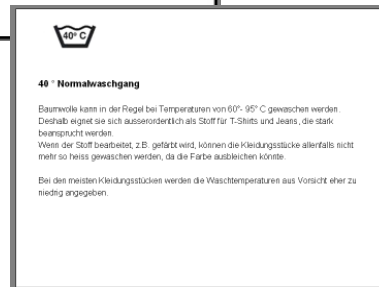 40° C
40 ° Normalwaschgang
Baumwolle kann in der Regel bei Temperaturen von 60°- 95° C gewaschen werden.
Deshalb eignet sie sich ausserordentlich als Stoff für T-Shirts und Jeans, die stark
beansprucht werden.
Wenn der Stoff bearbeitet, z.B. gefärbt wird, können die Kleidungsstücke allenfalls nicht
mehr so heiss gewaschen werden, da die Farbe ausbleichen könnte.
Bei den meisten Kleidungsstücken werden die Waschtemperaturen aus Vorsicht eher zu
niedrig angegeben.